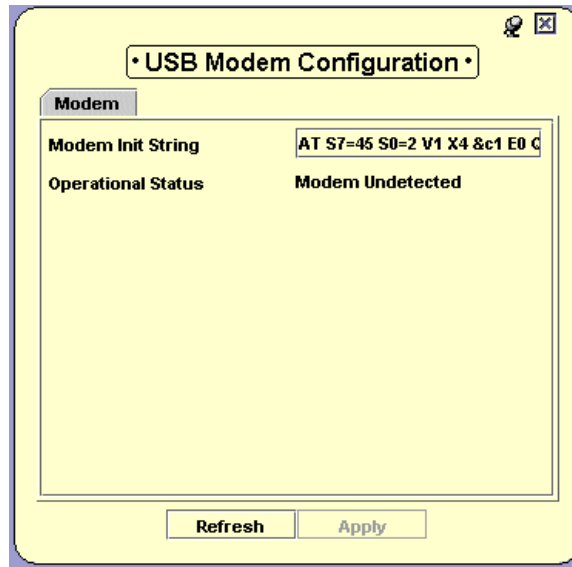 • USB Modem Configuration •
Modem
Modem Init String AT S7=45 S0=2 V1 X4 &c1 E0
Operational Status Modem Undetected
Refresh Apply